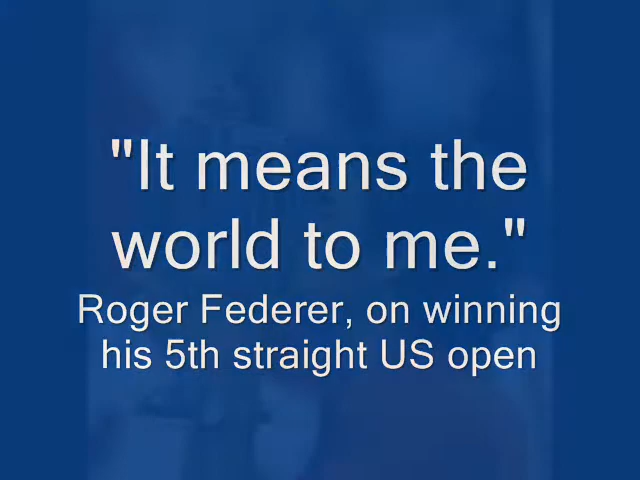 "It means the
world to me."
Roger Federer, on winning
his 5th straight US open